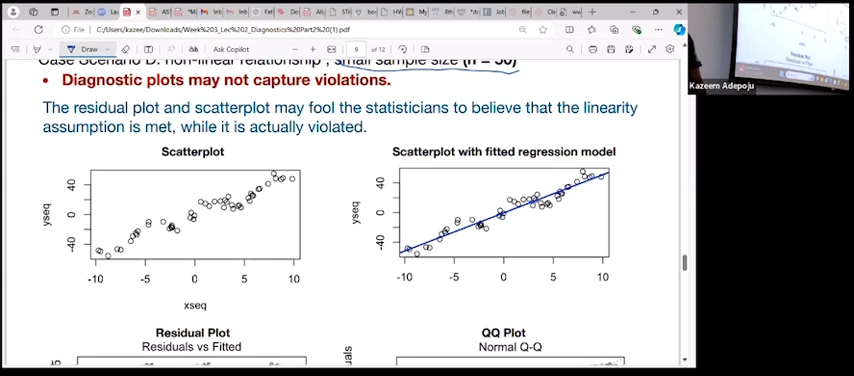 File
C:/Users/kazee/Downloads/Week%203_Lec%202_Diagnostics%20Part2%20(1).pdf
Draw
Ask Copilot
9 of 12
Case Scenario D: non-linear relationship , small sample size (n = 50)
• Diagnostic plots may not capture violations.
The residual plot and scatterplot may fool the statisticians to believe that the linearity
assumption is met, while it is actually violated.
Scatterplot
yseq
-40 0 40
-10 -5 0 5 10
xseq
Scatterplot with fitted regression model
yseq
-40 0 40
-10 -5 0 5 10
Residual Plot
Residuals vs Fitted
QQ Plot
Normal Q-Q
Kazeem Adepoju